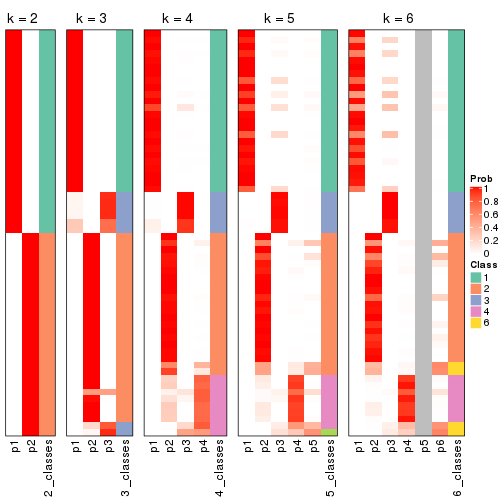 k = 2
k = 3
k = 4
k = 5
k = 6
Prob
1
0.8
0.6
0.4
0.2
0
Class
1
2
3
4
6
p1
p2
2_classes
p1
p2
p3
3_classes
p1
p2
p3
p4
4_classes
p1
p2
p3
p4
p5
5_classes
p1
p2
p3
p4
p5
p6
6_classes